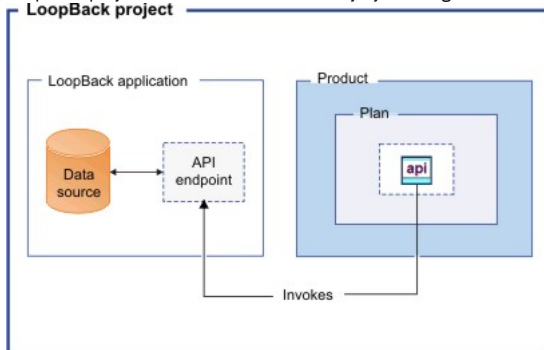 LoopBack project
LoopBack application
Product
Plan
Data
source
API
endpoint
api
Invokes